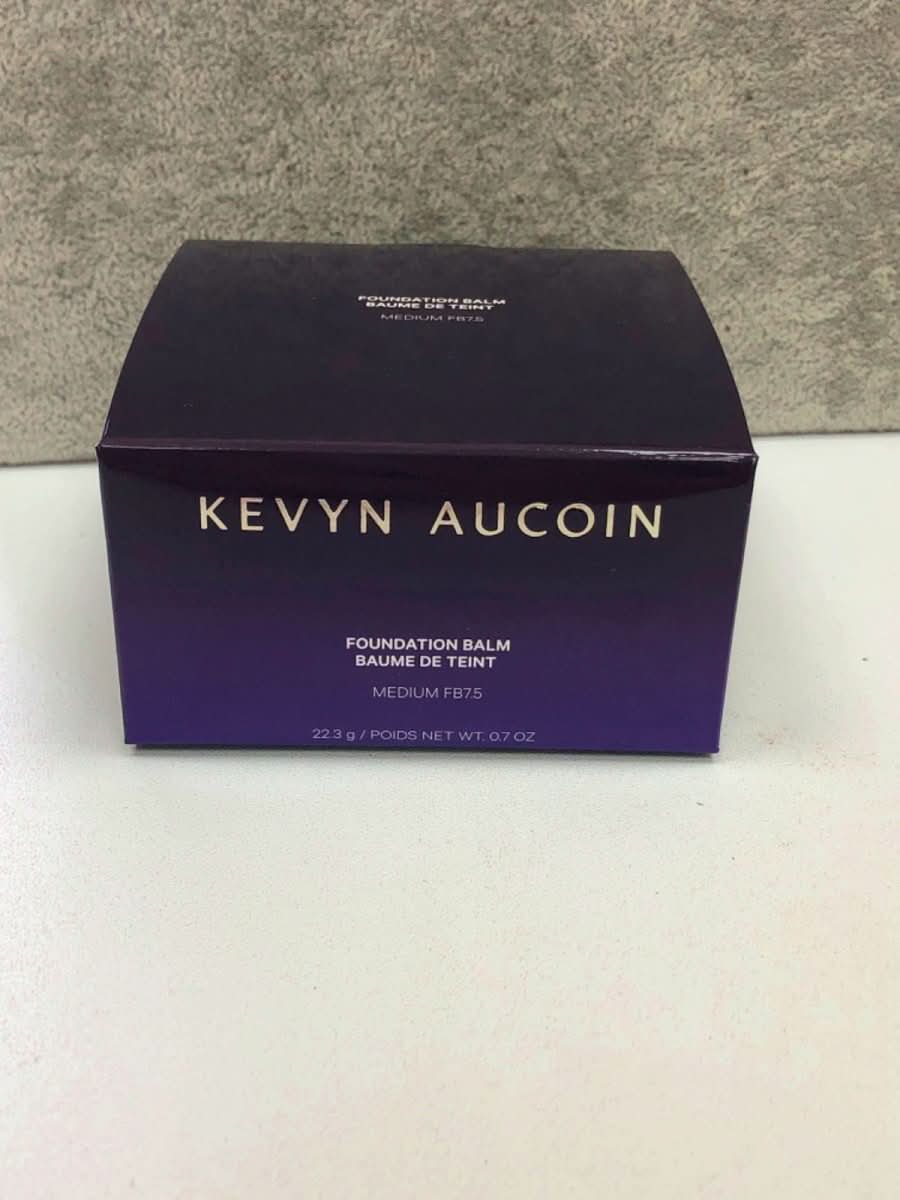 FOUNDATION BALM
BAUME DE TEINT
MEDIUM FB7.5
KEVYN AUCOIN
FOUNDATION BALM
BAUME DE TEINT
MEDIUM FB7.5
22.3 g / POIDS NET WT. 0.7 OZ